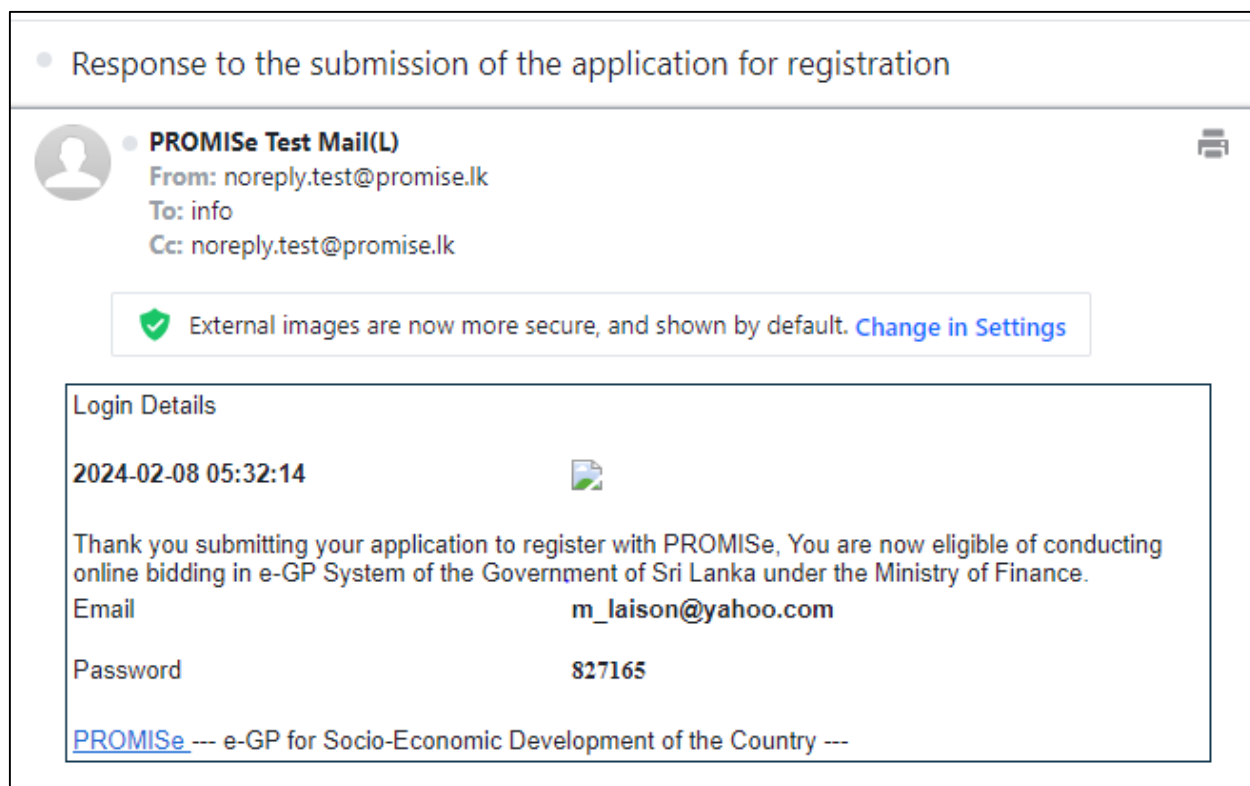 Response to the submission of the application for registration
PROMISe Test Mail(L)
From: noreply.test@promise.lk
To: info
Cc: noreply.test@promise.lk
External images are now more secure, and shown by default. Change in Settings
Login Details
2024-02-08 05:32:14
Thank you submitting your application to register with PROMISe, You are now eligible of conducting
online bidding in e-GP System of the Government of Sri Lanka under the Ministry of Finance.
Email m_laison@yahoo.com
Password 827165
PROMISe --- e-GP for Socio-Economic Development of the Country ---